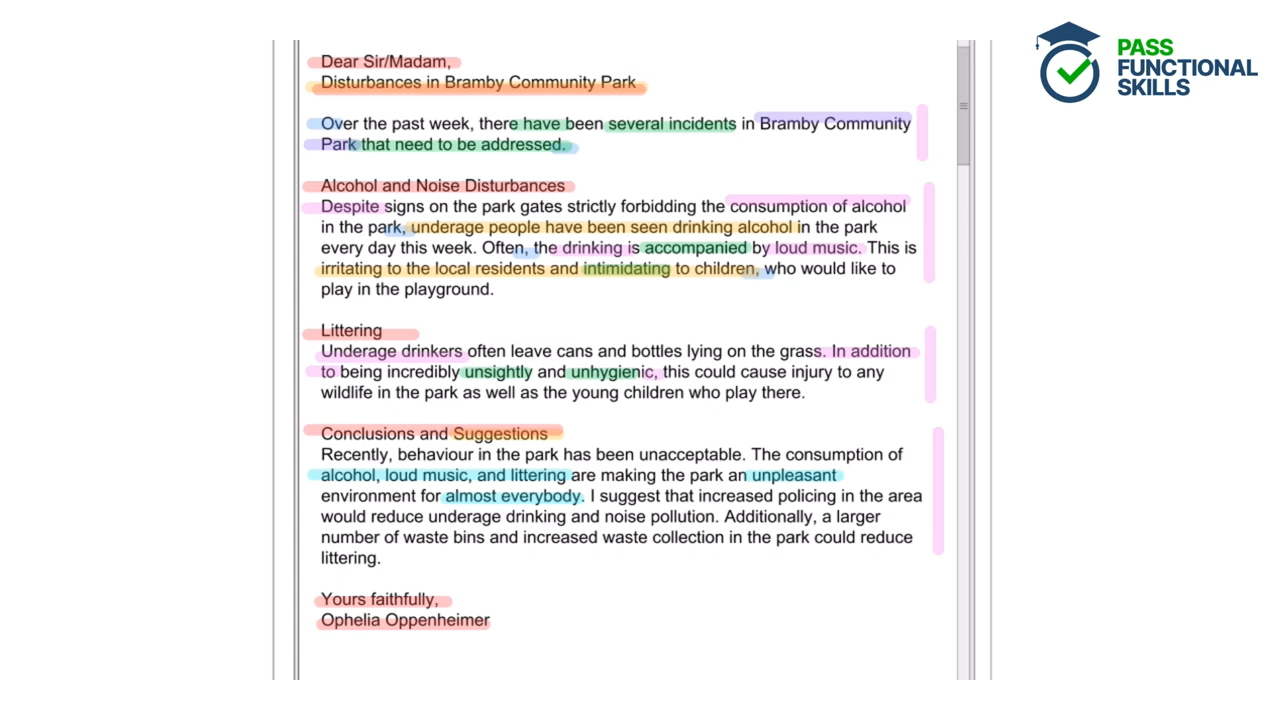 PASS
FUNCTIONAL
SKILLS
Dear Sir/Madam,
Disturbances in Bramby Community Park
Over the past week, there have been several incidents in Bramby Community
Park that need to be addressed.
Alcohol and Noise Disturbances
Despite signs on the park gates strictly forbidding the consumption of alcohol
in the park, underage people have been seen drinking alcohol in the park
every day this week. Often, the drinking is accompanied by loud music. This is
irritating to the local residents and intimidating to children, who would like to
play in the playground.
Littering
Underage drinkers often leave cans and bottles lying on the grass. In addition
to being incredibly unsightly and unhygienic, this could cause injury to any
wildlife in the park as well as the young children who play there.
Conclusions and Suggestions
Recently, behaviour in the park has been unacceptable. The consumption of
alcohol, loud music, and littering are making the park an unpleasant
environment for almost everybody. I suggest that increased policing in the area
would reduce underage drinking and noise pollution. Additionally, a larger
number of waste bins and increased waste collection in the park could reduce
littering.
Yours faithfully,
Ophelia Oppenheimer